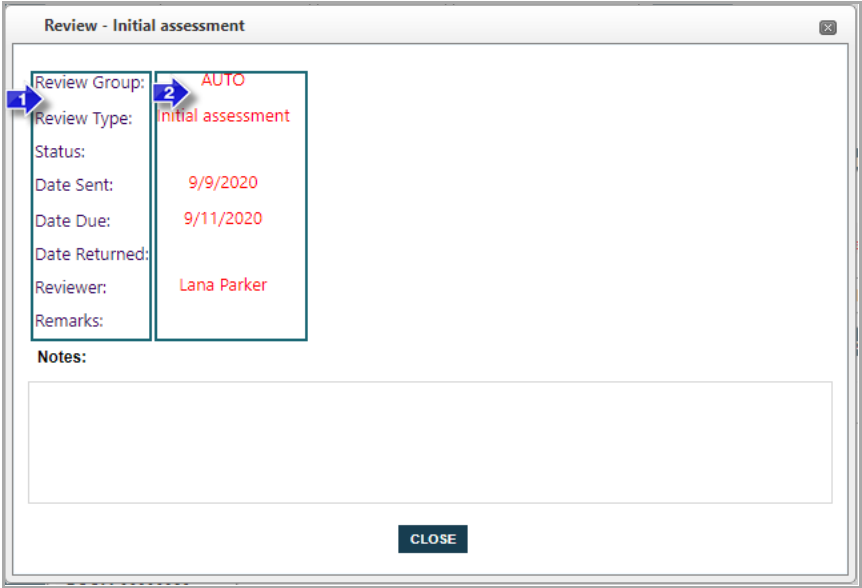 Review - Initial assessment
1
2
Review Group: AUTO
Review Type: Initial assessment
Status:
Date Sent: 9/9/2020
Date Due: 9/11/2020
Date Returned:
Reviewer: Lana Parker
Remarks:
Notes:
CLOSE